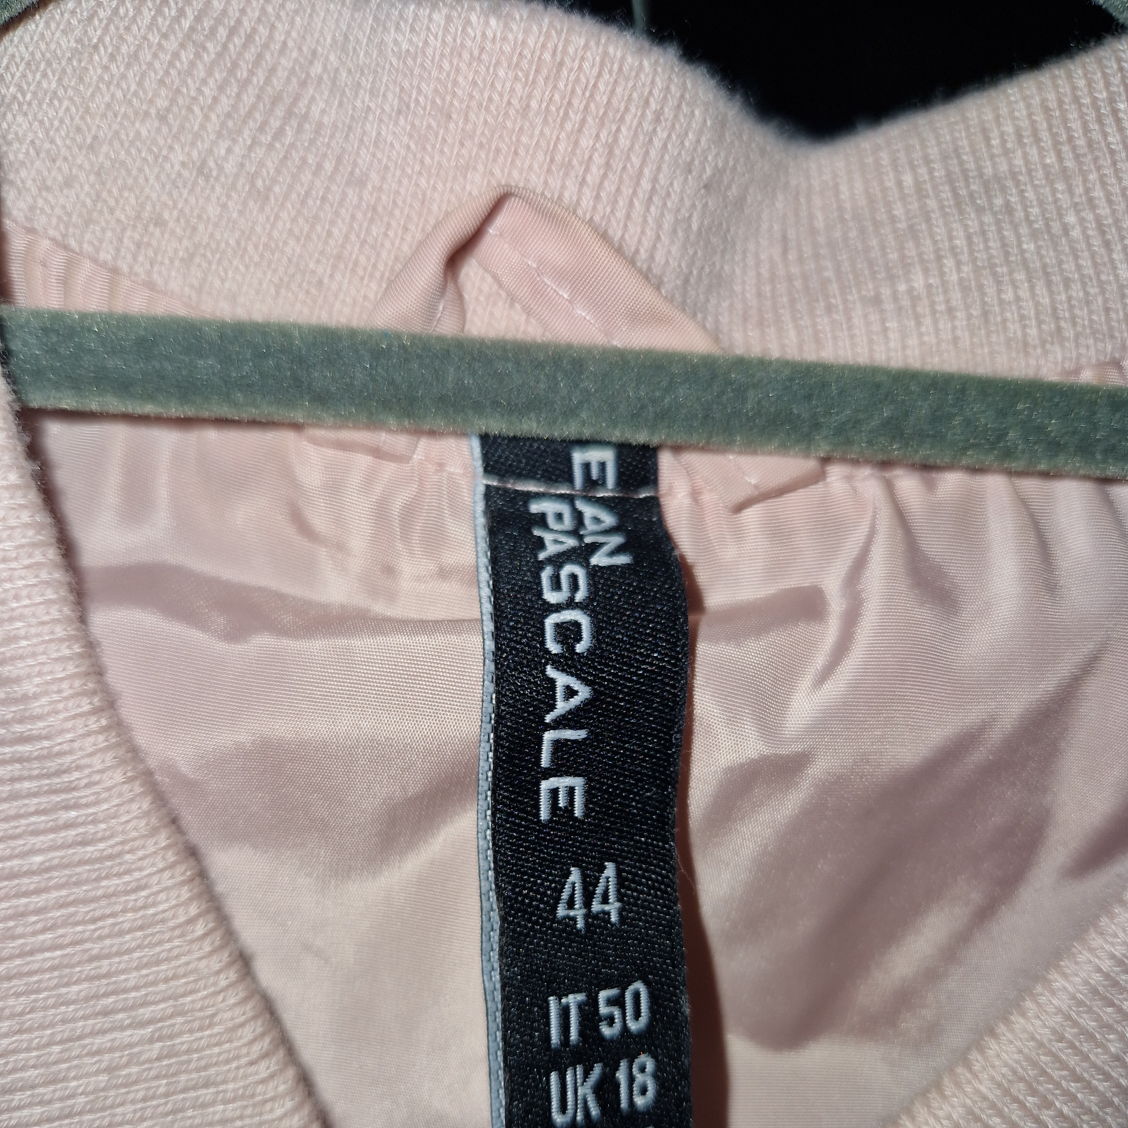 EAN
PASCALE
44
IT 50
UK 18